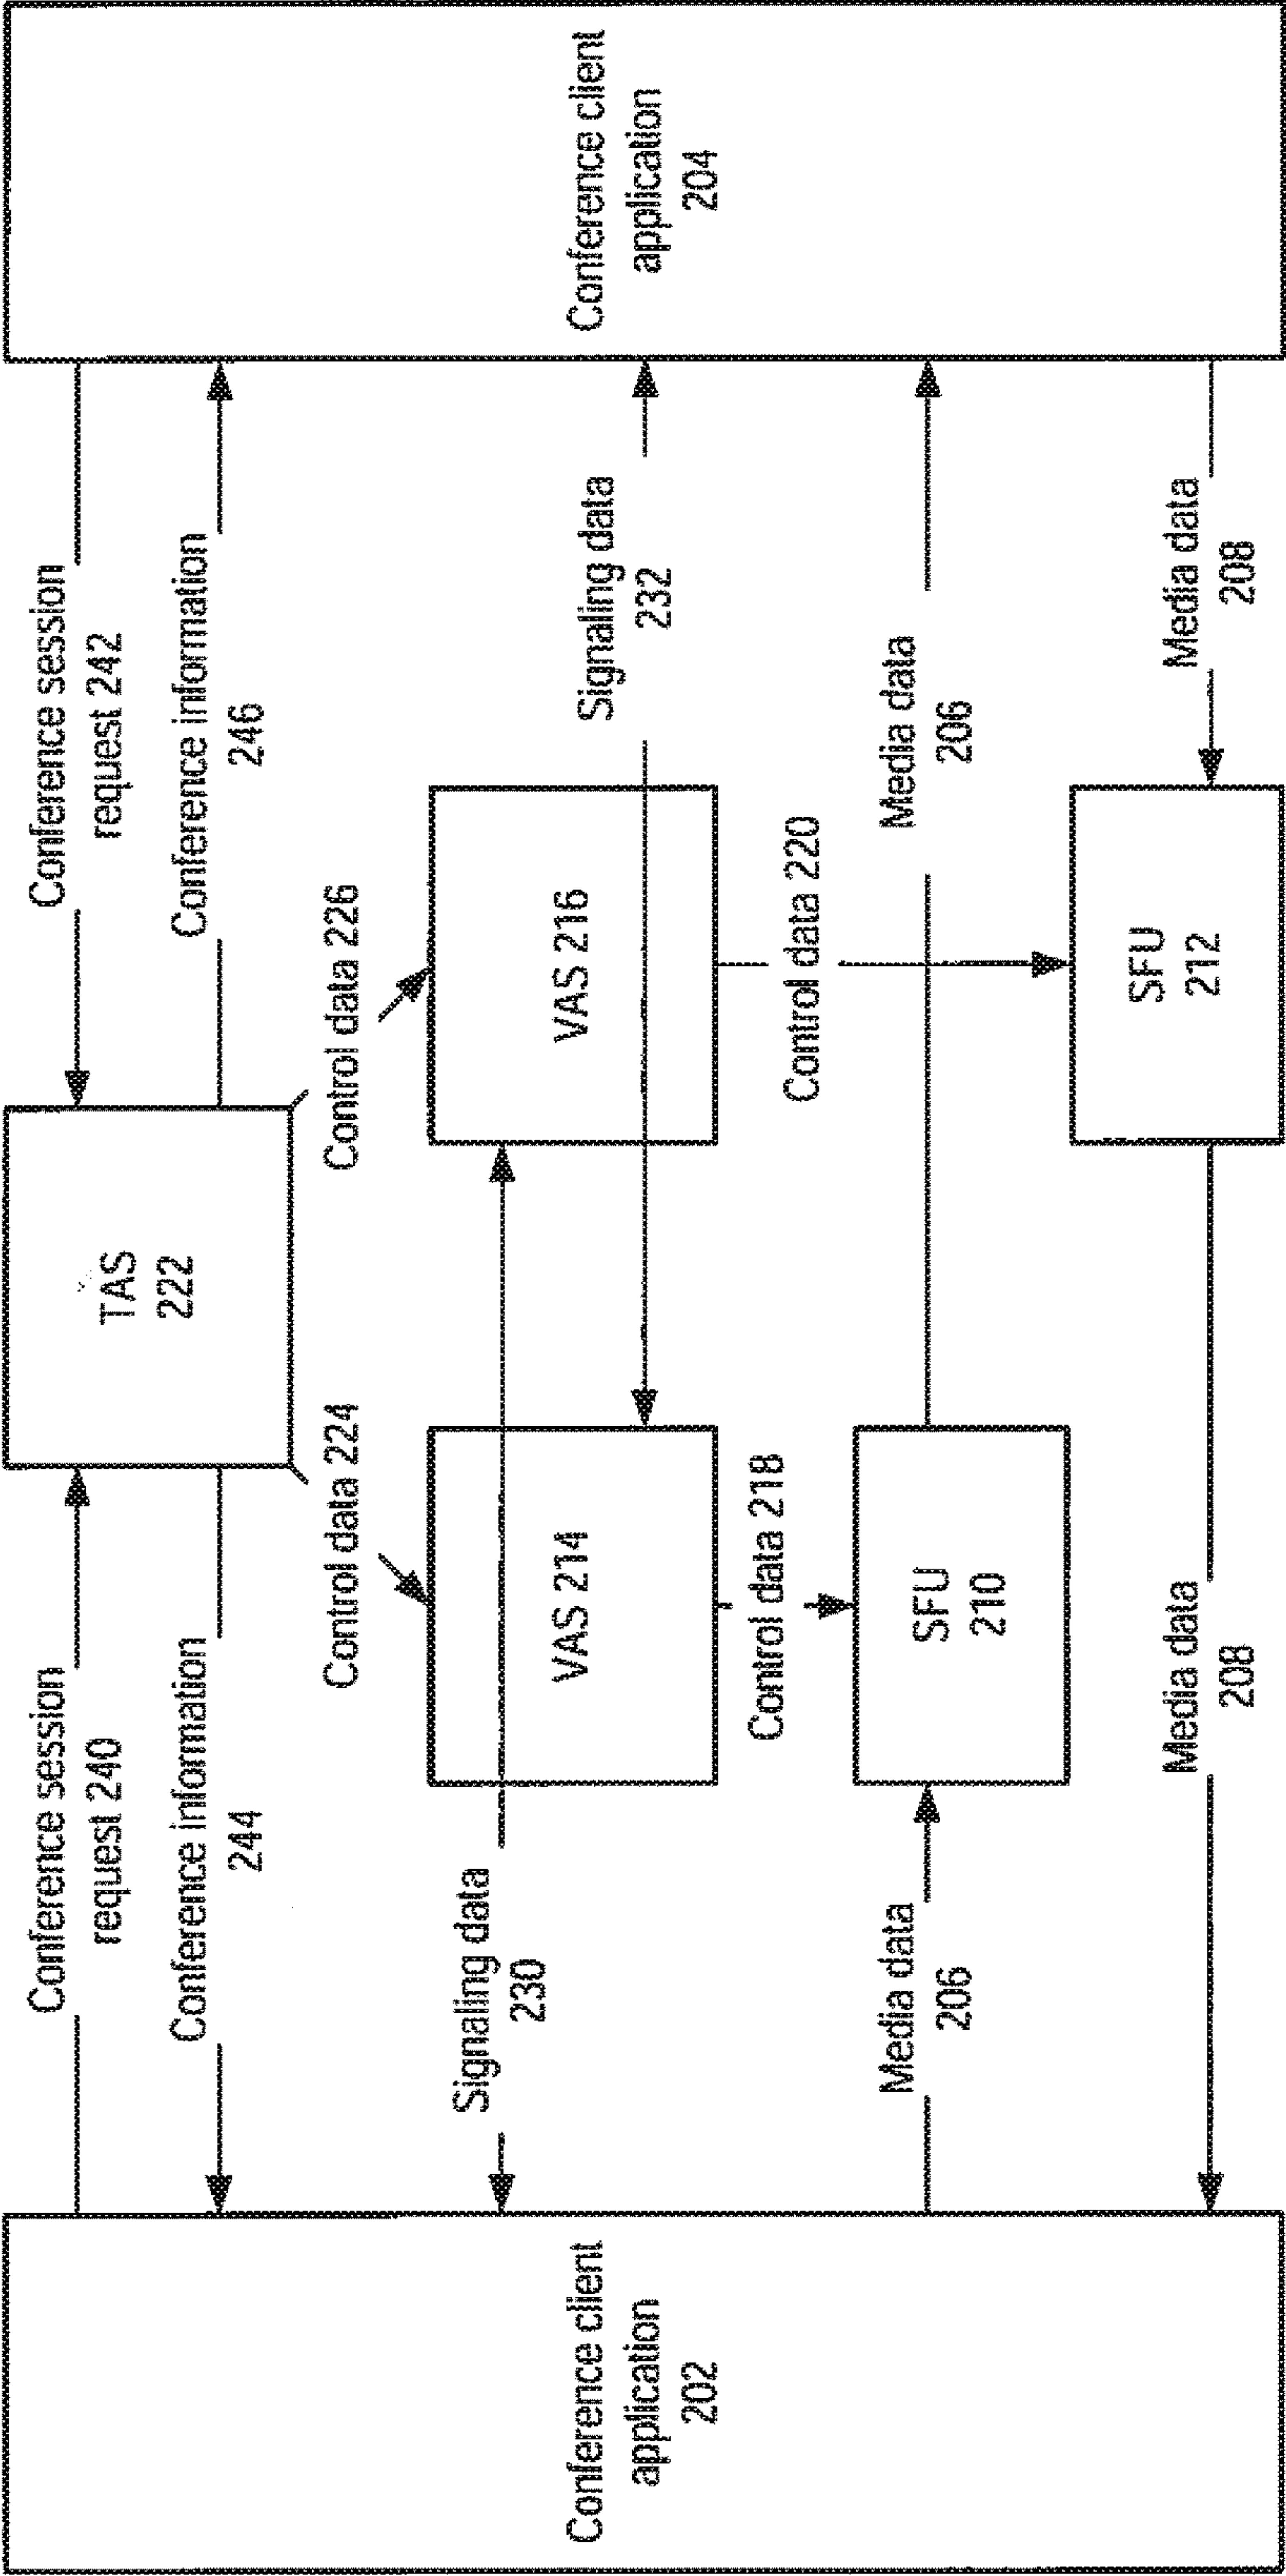 Conference client
application
202
Conference session
request 240
Conference information
244
Signaling data
230
Media data
206
Media data
208
TAS
222
Control data 224
Control data 226
VAS 214
VAS 216
Control data 218
Control data 220
SFU
210
SFU
212
Conference session
request 242
Conference information
246
Signaling data
232
Media data
206
Media data
208
Conference client
application
204